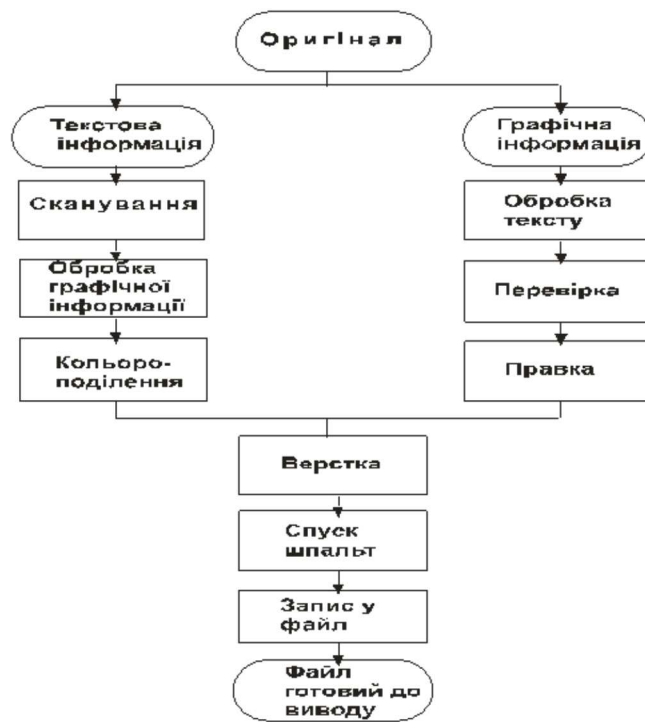 Оригінал
Текстова
інформація
Графічна
інформація
Сканування
Обробка
тексту
Обробка
графічної
інформації
Перевірка
Кольоро-
поділення
Правка
Верстка
Спуск
шпальт
Запис у
файл
Файл
готовий до
виводу